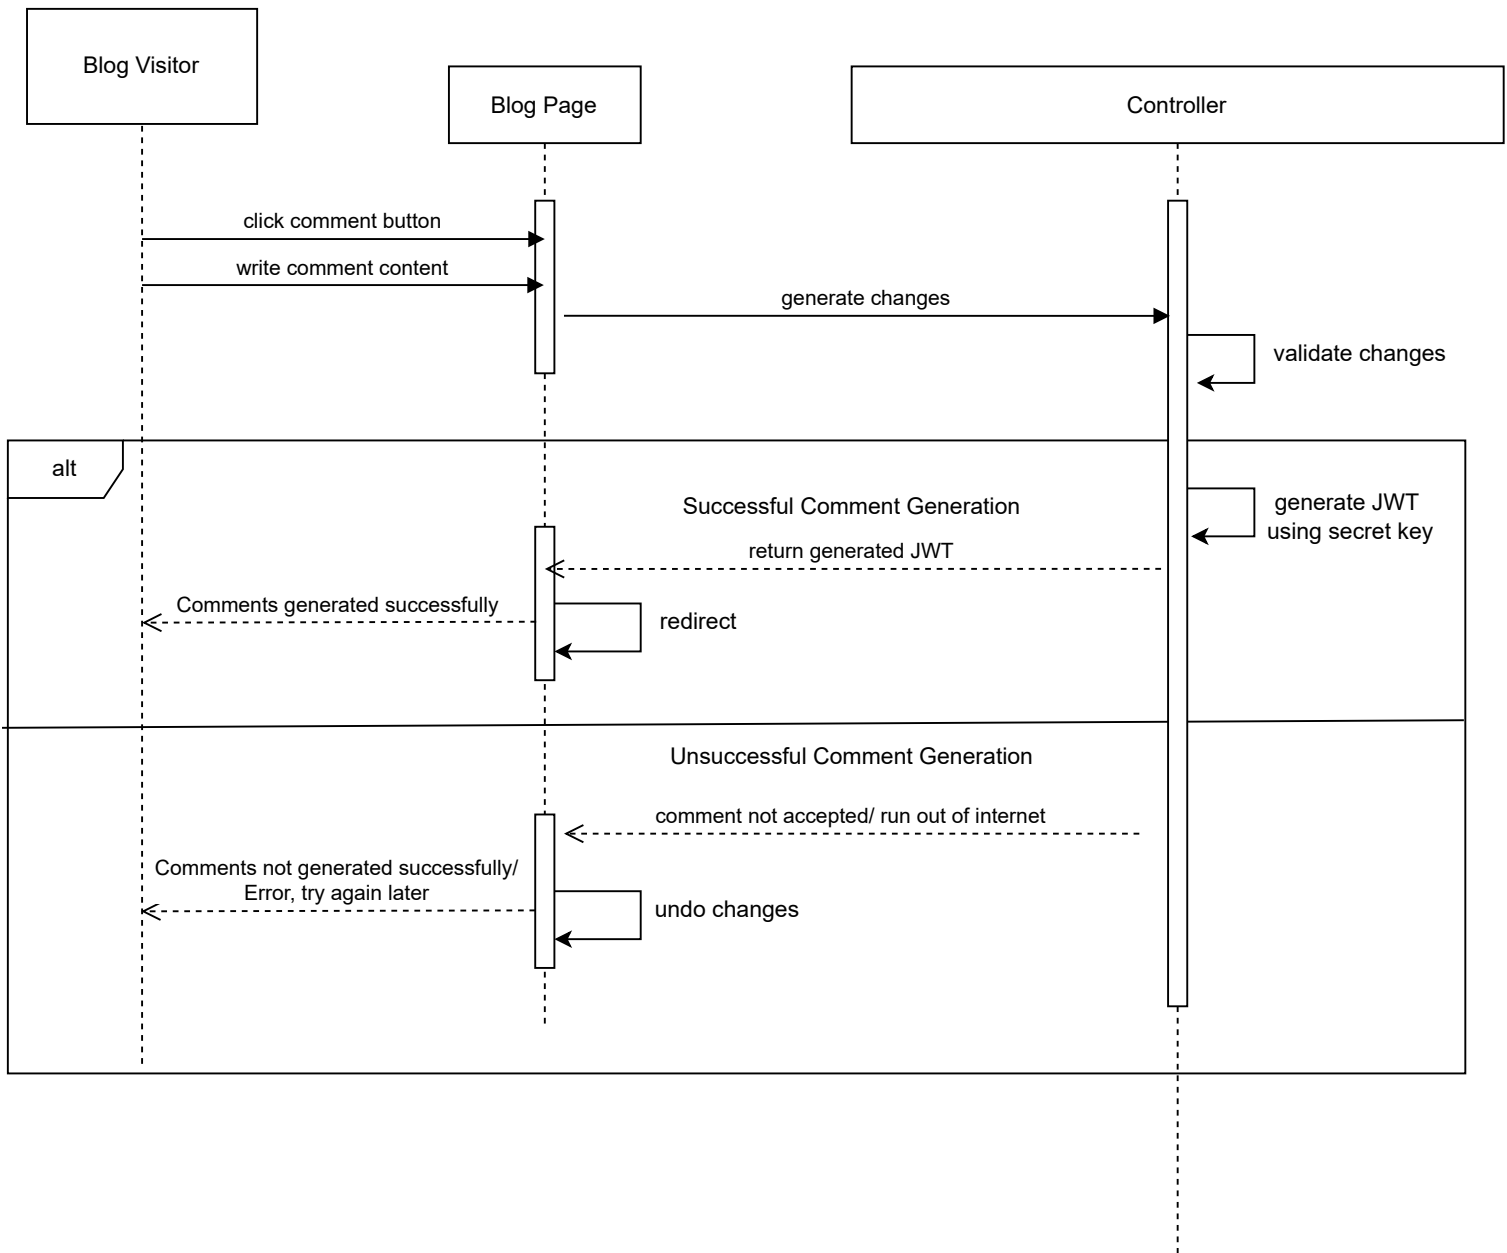 Blog Visitor
Blog Page
Controller
click comment button
write comment content
generate changes
validate changes
alt
generate JWT
using secret key
Successful Comment Generation
return generated JWT
Comments generated successfully
redirect
Unsuccessful Comment Generation
comment not accepted/ run out of internet
Comments not generated successfully/
Error, try again later
undo changes